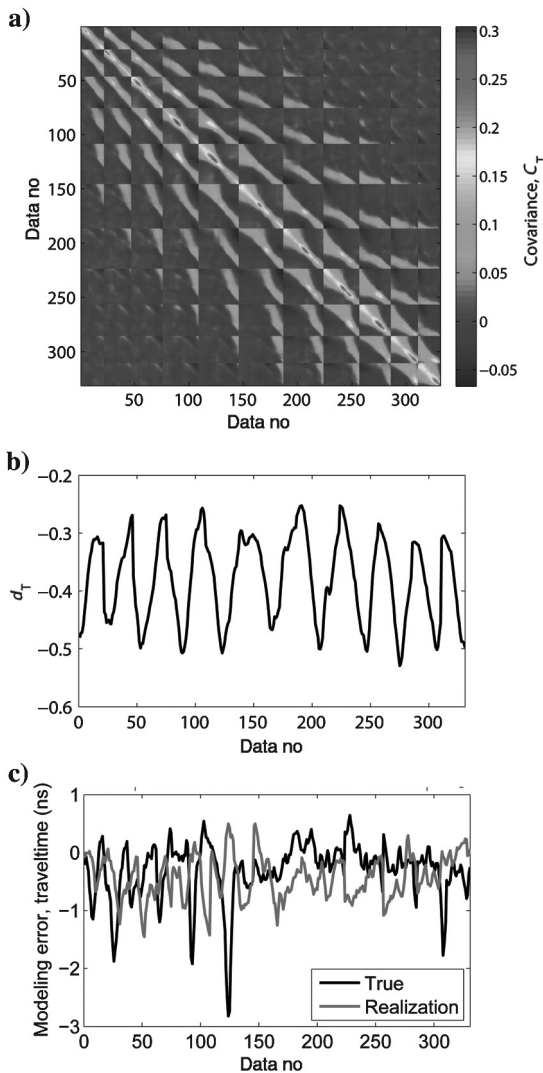 a)
50
100
150
200
250
300
Data no
50 100 150 200 250 300
Data no
0.3
0.25
0.2
0.15
0.1
0.05
0
−0.05
Covariance, C_T
b)
−0.2
−0.3
−0.4
−0.5
−0.6
d_T
0 50 100 150 200 250 300
Data no
c)
1
0
−1
−2
−3
Modeling error, traveltime (ns)
True
Realization
0 50 100 150 200 250 300
Data no